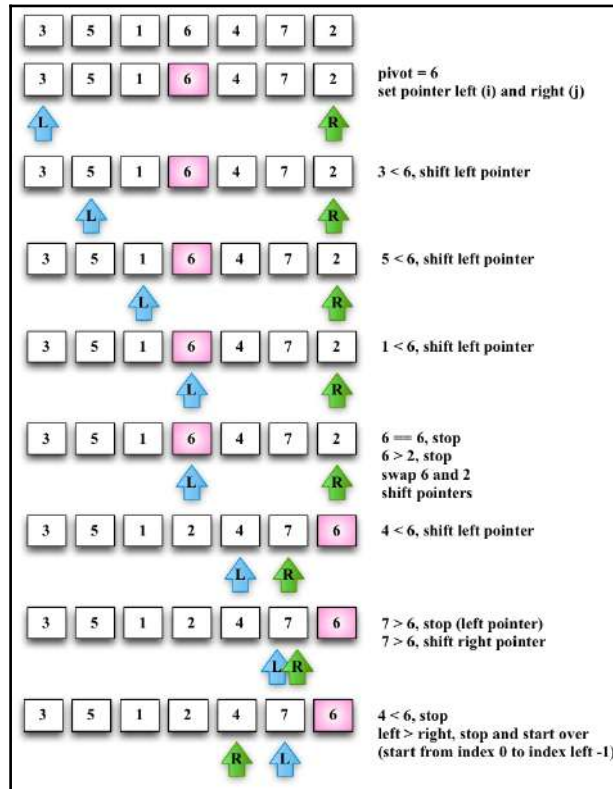 3 5 1 6 4 7 2
3 5 1 6 4 7 2
pivot = 6
set pointer left (i) and right (j)
L R
3 5 1 6 4 7 2
3 < 6, shift left pointer
L R
3 5 1 6 4 7 2
5 < 6, shift left pointer
L R
3 5 1 6 4 7 2
1 < 6, shift left pointer
L R
3 5 1 6 4 7 2
6 == 6, stop
6 > 2, stop
swap 6 and 2
shift pointers
L R
3 5 1 2 4 7 6
4 < 6, shift left pointer
L R
3 5 1 2 4 7 6
7 > 6, stop (left pointer)
7 > 6, shift right pointer
L R
3 5 1 2 4 7 6
4 < 6, stop
left > right, stop and start over
(start from index 0 to index left -1)
R L